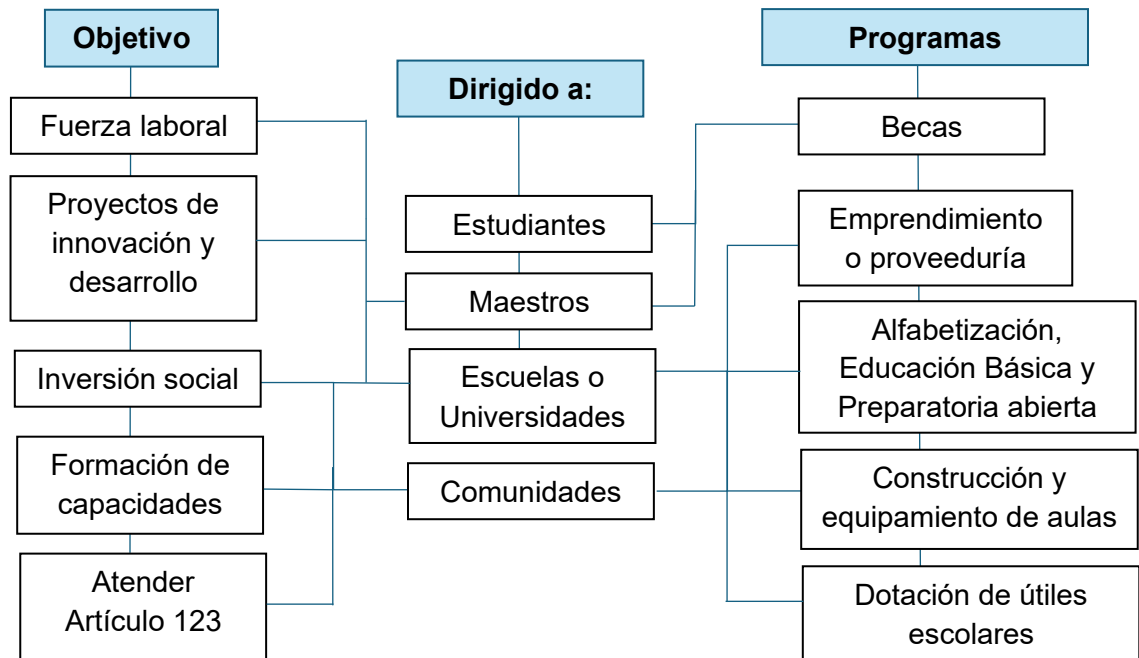 Objetivo
Fuerza laboral
Proyectos de
innovación y
desarrollo
Inversión social
Formación de
capacidades
Atender
Artículo 123
Dirigido a:
Estudiantes
Maestros
Escuelas o
Universidades
Comunidades
Programas
Becas
Emprendimiento
o proveeduría
Alfabetización,
Educación Básica y
Preparatoria abierta
Construcción y
equipamiento de aulas
Dotación de útiles
escolares